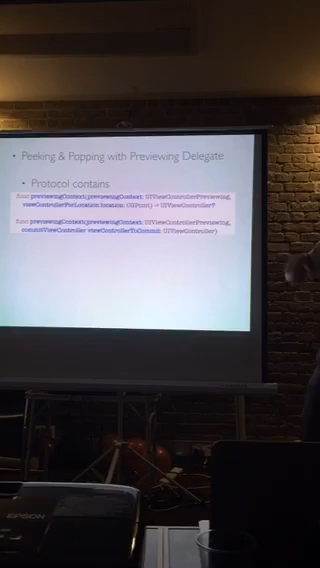 • Peeking & Popping with Previewing Delegate
• Protocol contains
func previewingContext(previewingContext: UIViewControllerPreviewing,
viewControllerForLocation location: CGPoint) -> UIViewController?
func previewingContext(previewingContext: UIViewControllerPreviewing,
commitViewController viewControllerToCommit: UIViewController)
EPSON